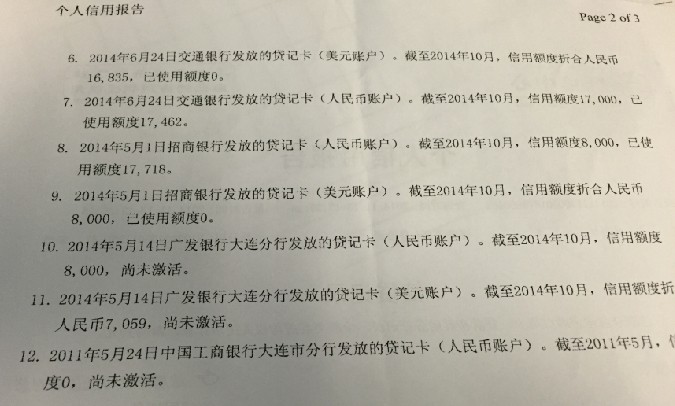 个人信用报告
Page 2 of 3
6. 2014年6月24日交通银行发放的贷记卡（美元账户）。截至2014年10月，信用额度折合人民币
16,835，已使用额度0。
7. 2014年6月24日交通银行发放的贷记卡（人民币账户）。截至2014年10月，信用额度17,000，已
使用额度17,462。
8. 2014年5月1日招商银行发放的贷记卡（人民币账户）。截至2014年10月，信用额度8,000，已使
用额度17,718。
9. 2014年5月1日招商银行发放的贷记卡（美元账户）。截至2014年10月，信用额度折合人民币
8,000，已使用额度0。
10. 2014年5月14日广发银行大连分行发放的贷记卡（人民币账户）。截至2014年10月，信用额度
8,000，尚未激活。
11. 2014年5月14日广发银行大连分行发放的贷记卡（美元账户）。截至2014年10月，信用额度折
人民币7,059，尚未激活。
12. 2011年5月24日中国工商银行大连市分行发放的贷记卡（人民币账户）。截至2011年5月，
度0，尚未激活。